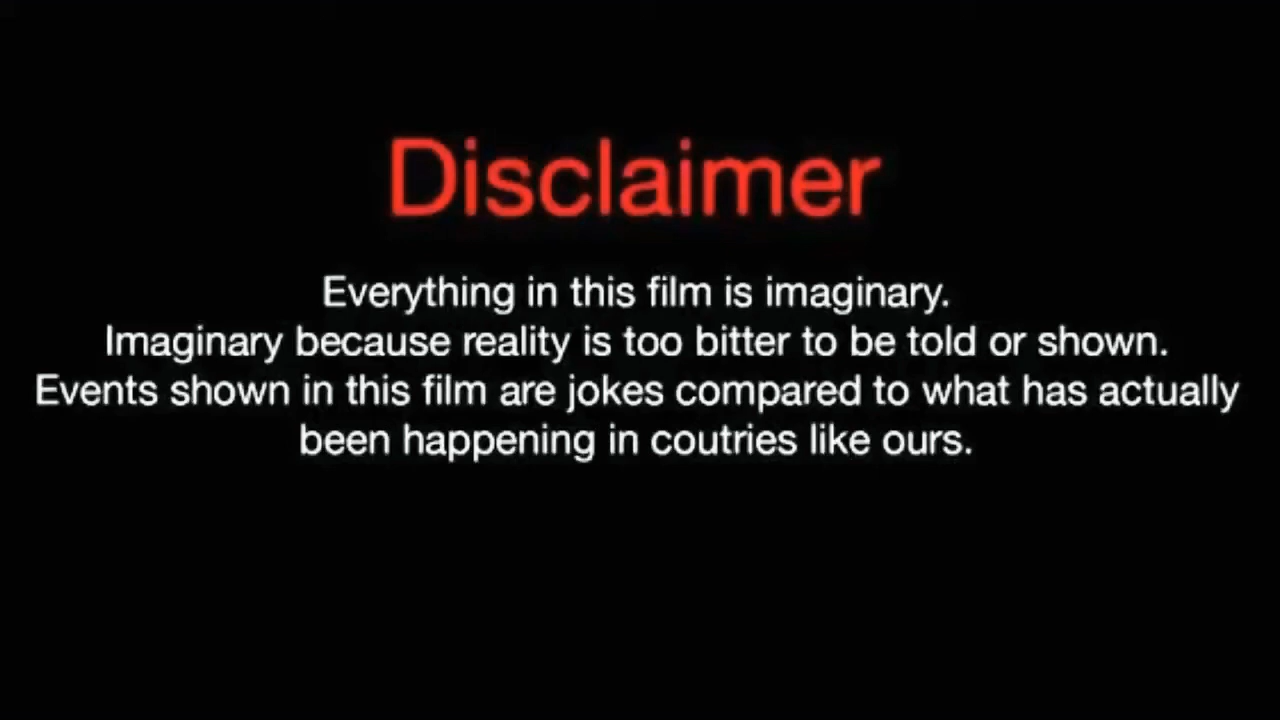 Disclaimer
Everything in this film is imaginary.
Imaginary because reality is too bitter to be told or shown.
Events shown in this film are jokes compared to what has actually
been happening in coutries like ours.